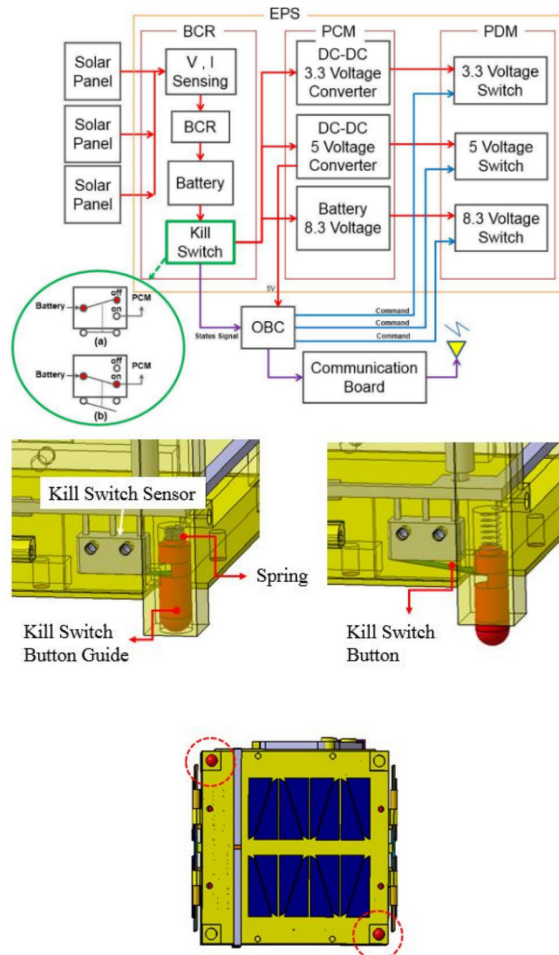 EPS
BCR
PCM
PDM
Solar
Panel
Solar
Panel
Solar
Panel
V , I
Sensing
BCR
Battery
Kill
Switch
DC-DC
3.3 Voltage
Converter
DC-DC
5 Voltage
Converter
Battery
8.3 Voltage
3.3 Voltage
Switch
5 Voltage
Switch
8.3 Voltage
Switch
5V
Status Signal
OBC
Command
Command
Command
Communication
Board
Battery
off
on
PCM
(a)
Battery
off
on
PCM
(b)
Kill Switch Sensor
Spring
Kill Switch
Button Guide
Kill Switch
Button